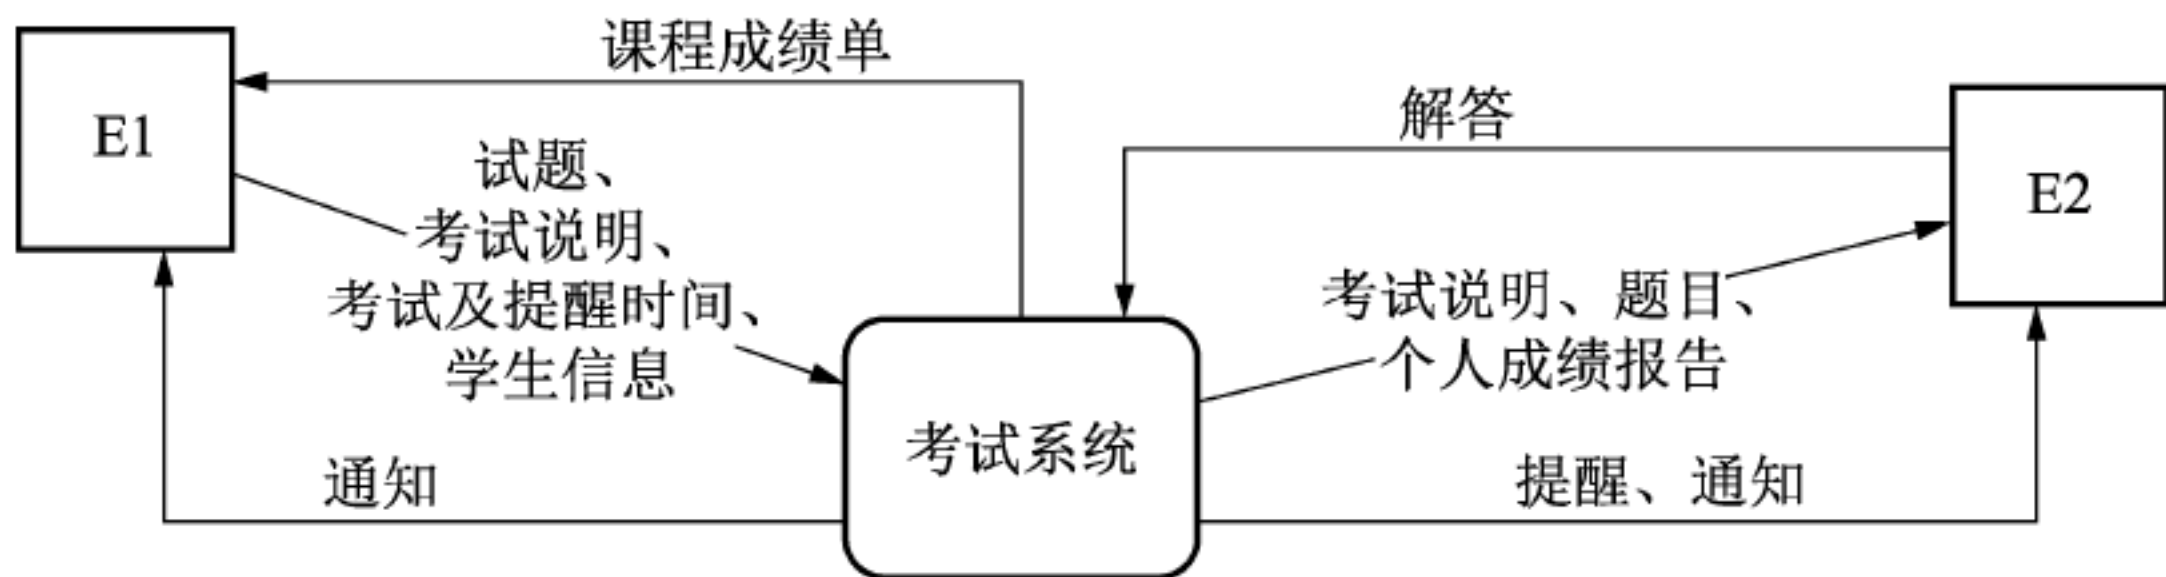 课程成绩单
E1
试题、
考试说明、
考试及提醒时间、
学生信息
通知
考试系统
解答
E2
考试说明、题目、
个人成绩报告
提醒、通知